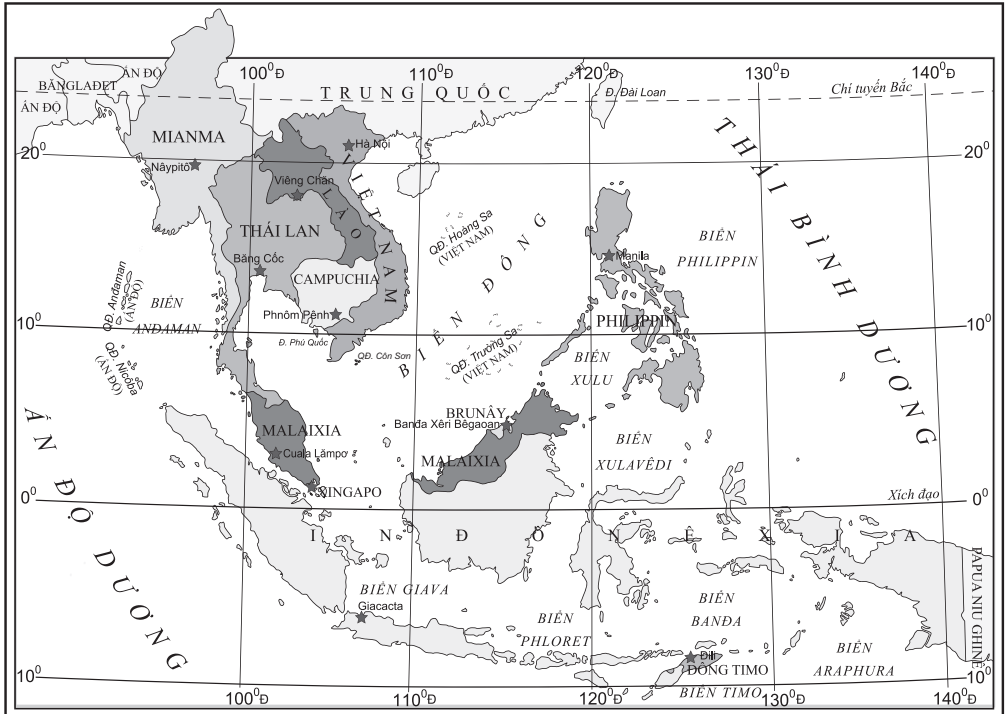 100⁰Đ
110⁰Đ
120⁰Đ
130⁰Đ
140⁰Đ
ẤN ĐỘ
BĂNGLAĐET
ẤN ĐỘ
TRUNG QUỐC
Đ. Đài Loan
Chí tuyến Bắc
MIANMA
Hà Nội
20⁰
20⁰
Nâypitô
Viêng Chăn
VIỆT NAM
LÀO
THÁI LAN
QĐ. Hoàng Sa
(VIỆT NAM)
BIỂN ĐÔNG
BIỂN
PHILIPPIN
THÁI BÌNH DƯƠNG
Băng Cốc
Manila
CAMPUCHIA
QĐ. Anđaman
(ẤN ĐỘ)
BIỂN
ANĐAMAN
Phnôm Pênh
10⁰
10⁰
PHILIPPIN
Đ. Phú Quốc
QĐ. Côn Sơn
QĐ. Trường Sa
(VIỆT NAM)
QĐ. Nicôba
(ẤN ĐỘ)
BIỂN
XULU
BRUNÂY
Banđa Xêri Bêgaoan
MALAIXIA
Cuala Lămpơ
MALAIXIA
BIỂN
XULAVÊDI
XINGAPO
ẤN ĐỘ DƯƠNG
0⁰
Xích đạo
0⁰
INĐÔNÊXIA
PAPUA NIU GHINÊ
BIỂN GIAVA
Giacacta
BIỂN
PHLORET
BIỂN
BANĐA
BIỂN
ARAPHURA
Đili
ĐÔNG TIMO
BIỂN TIMO
10⁰
10⁰
100⁰Đ
110⁰Đ
120⁰Đ
130⁰Đ
140⁰Đ